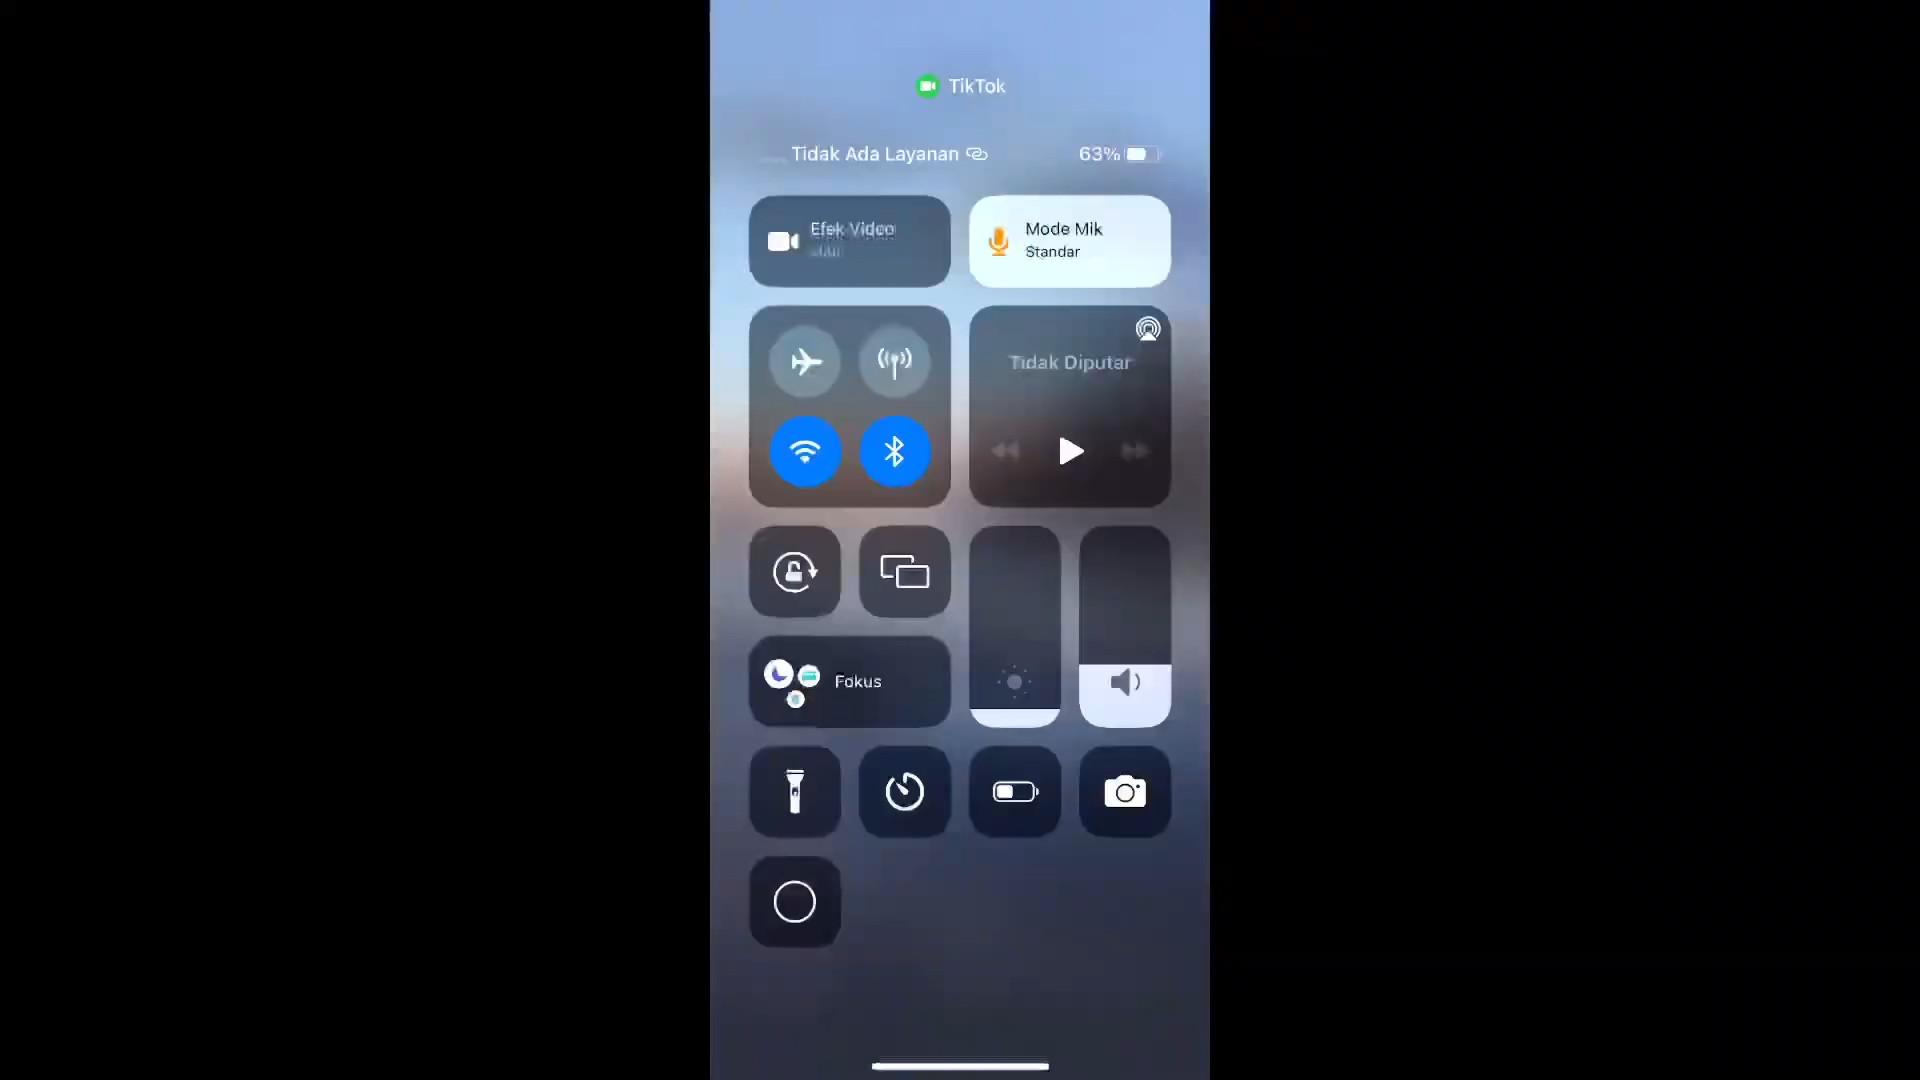 TikTok
Tidak Ada Layanan
63%
Efek Video
Mode Mik
Standar
Tidak Diputar
Fokus